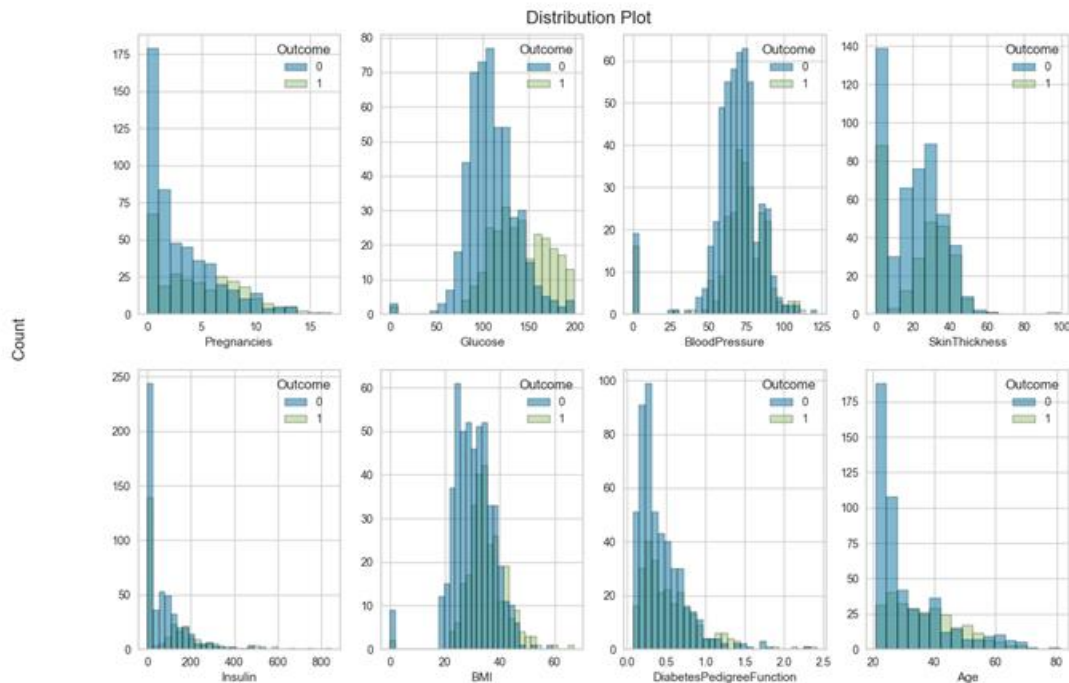 Distribution Plot
Count
175
150
125
100
75
50
25
0
0 5 10 15
Pregnancies
Outcome
0
1
80
70
60
50
40
30
20
10
0
0 50 100 150 200
Glucose
Outcome
0
1
60
50
40
30
20
10
0
0 25 50 75 100 125
BloodPressure
Outcome
0
1
140
120
100
80
60
40
20
0
0 20 40 60 80 100
SkinThickness
Outcome
0
1
250
200
150
100
50
0
0 200 400 600 800
Insulin
Outcome
0
1
60
50
40
30
20
10
0
0 20 40 60
BMI
Outcome
0
1
100
80
60
40
20
0
0.0 0.5 1.0 1.5 2.0 2.5
DiabetesPedigreeFunction
Outcome
0
1
175
150
125
100
75
50
25
0
20 40 60 80
Age
Outcome
0
1